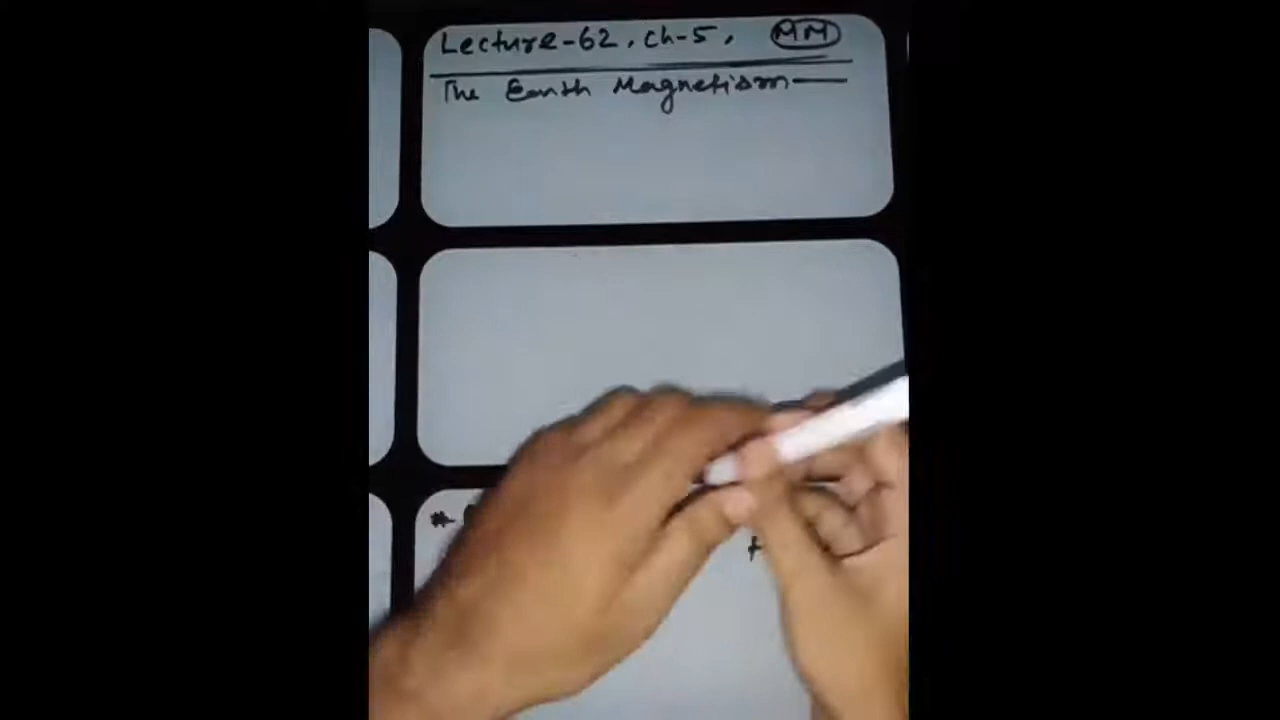 Lecture-62, ch-5, MM
The Earth Magnetism—
#